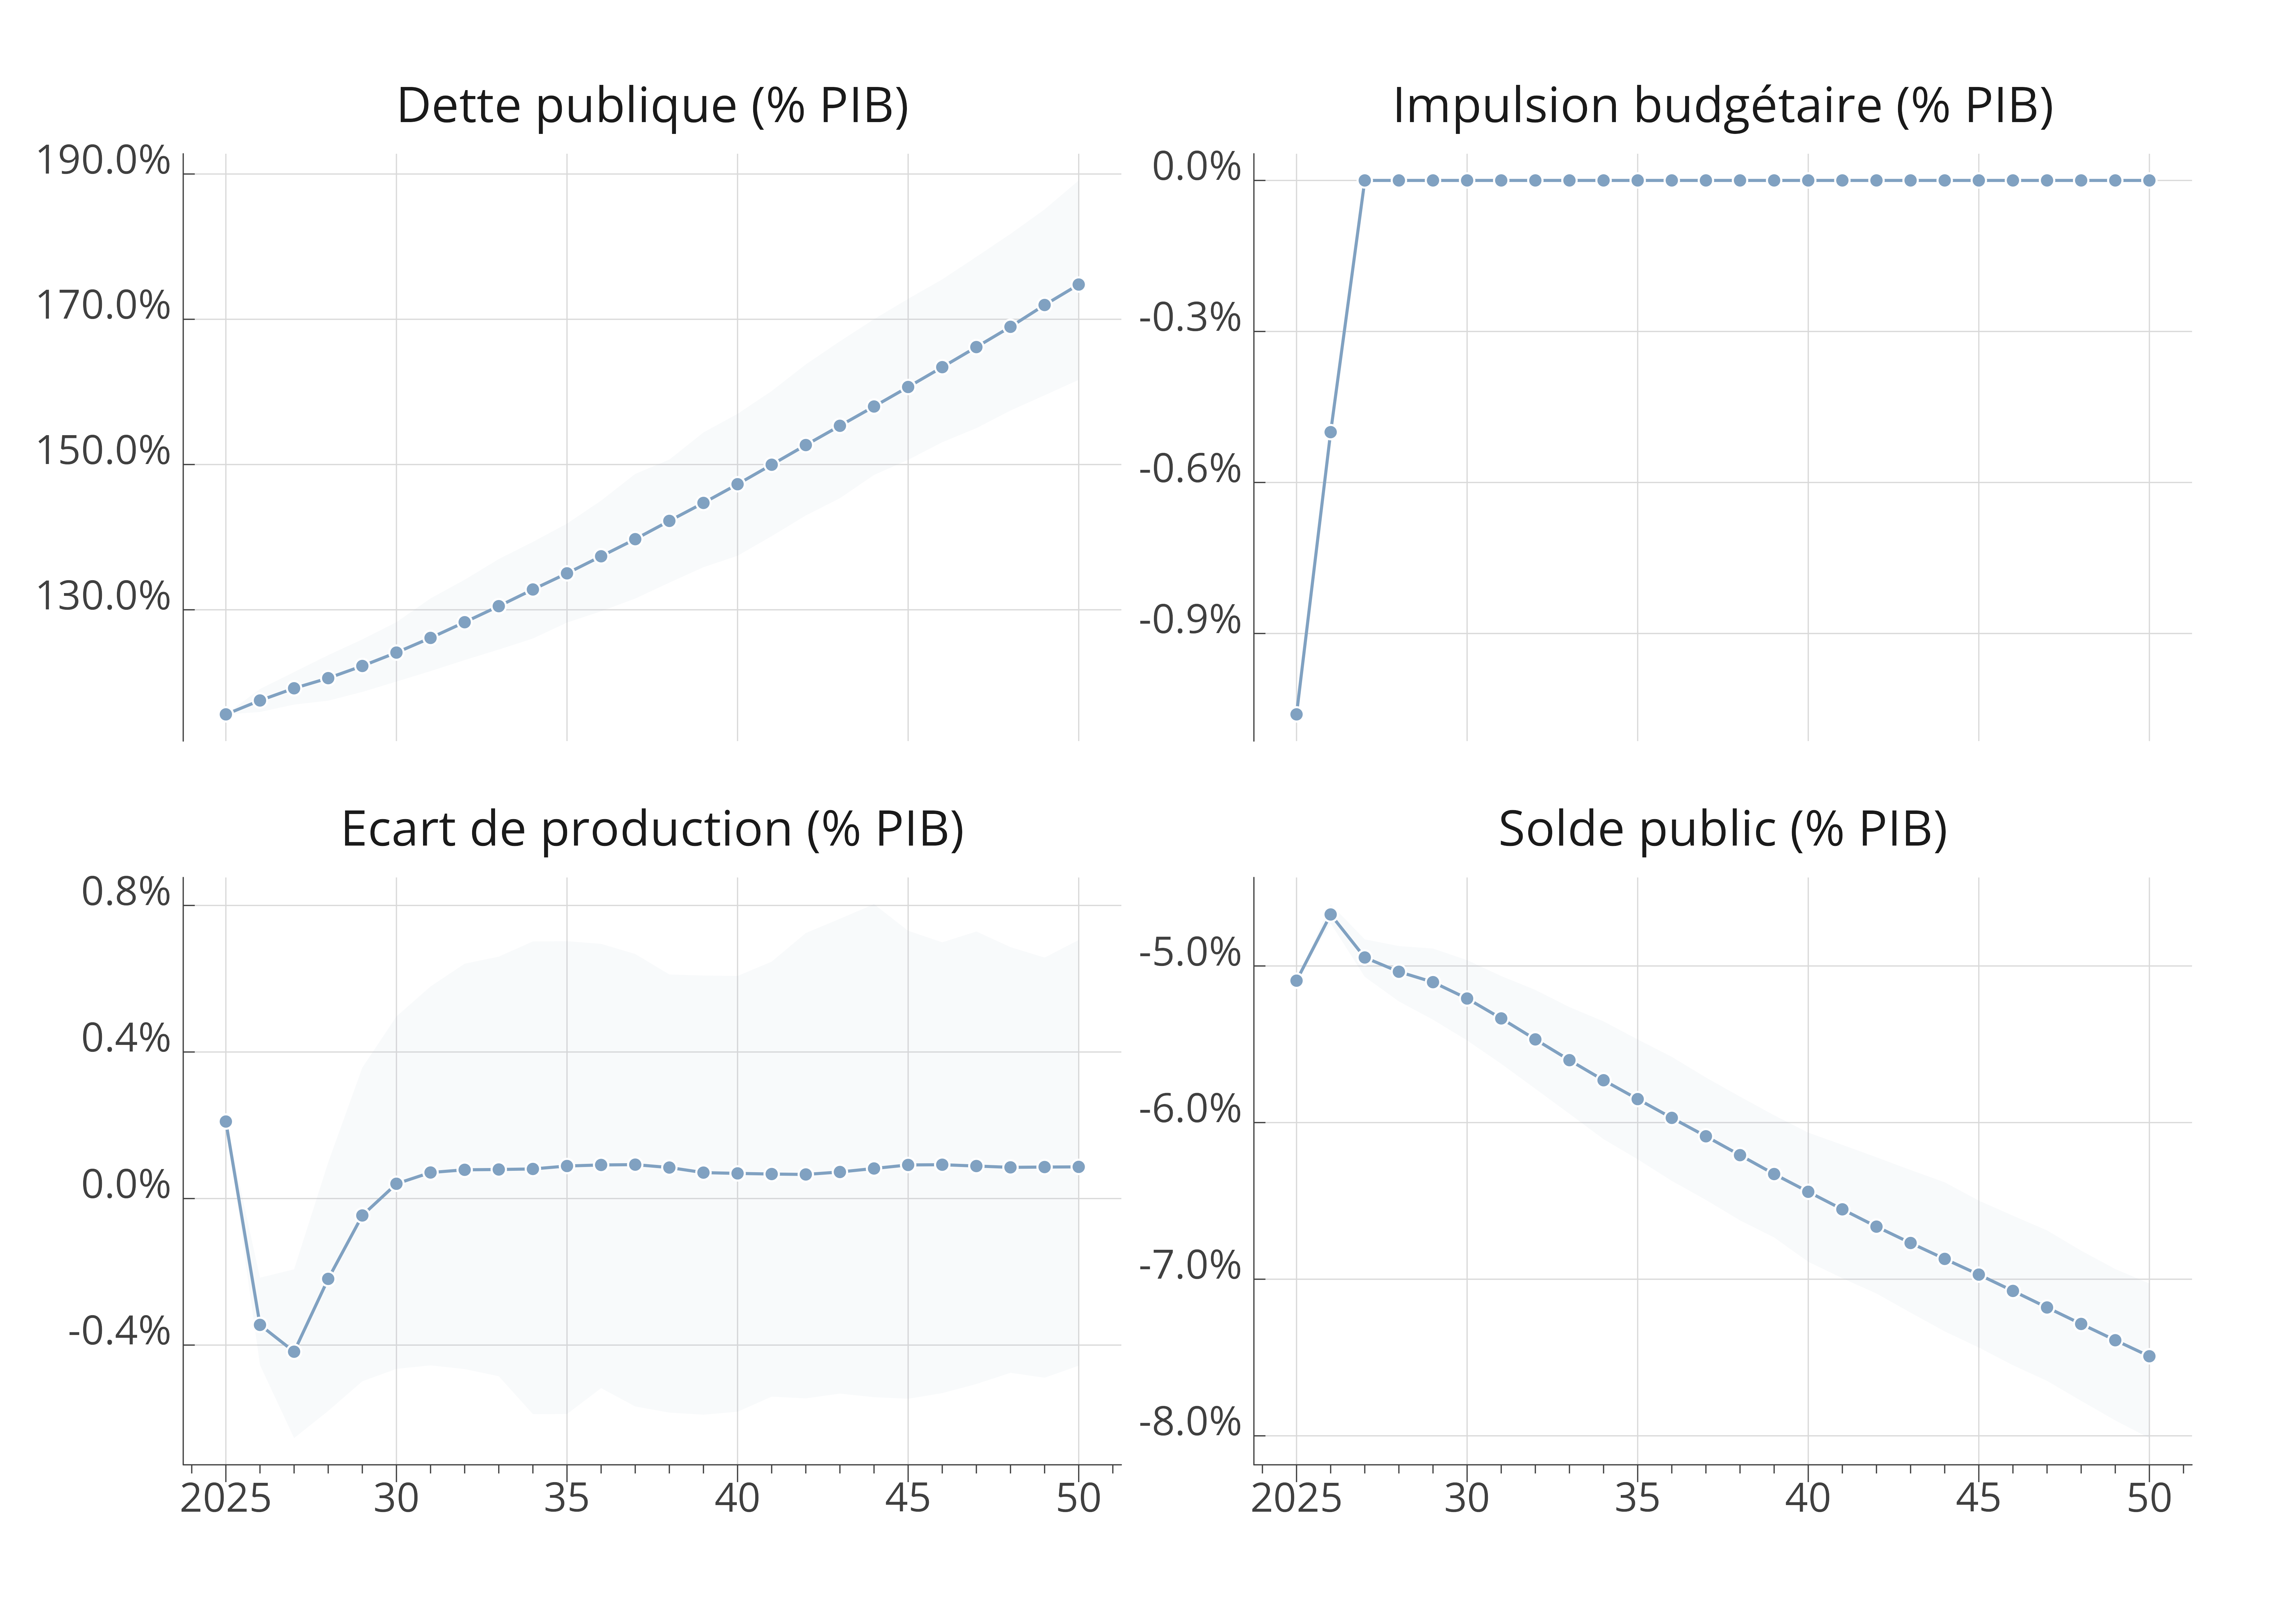 Dette publique (% PIB)
190.0%
170.0%
150.0%
130.0%
Impulsion budgétaire (% PIB)
0.0%
-0.3%
-0.6%
-0.9%
Ecart de production (% PIB)
0.8%
0.4%
0.0%
-0.4%
2025 30 35 40 45 50
Solde public (% PIB)
-5.0%
-6.0%
-7.0%
-8.0%
2025 30 35 40 45 50